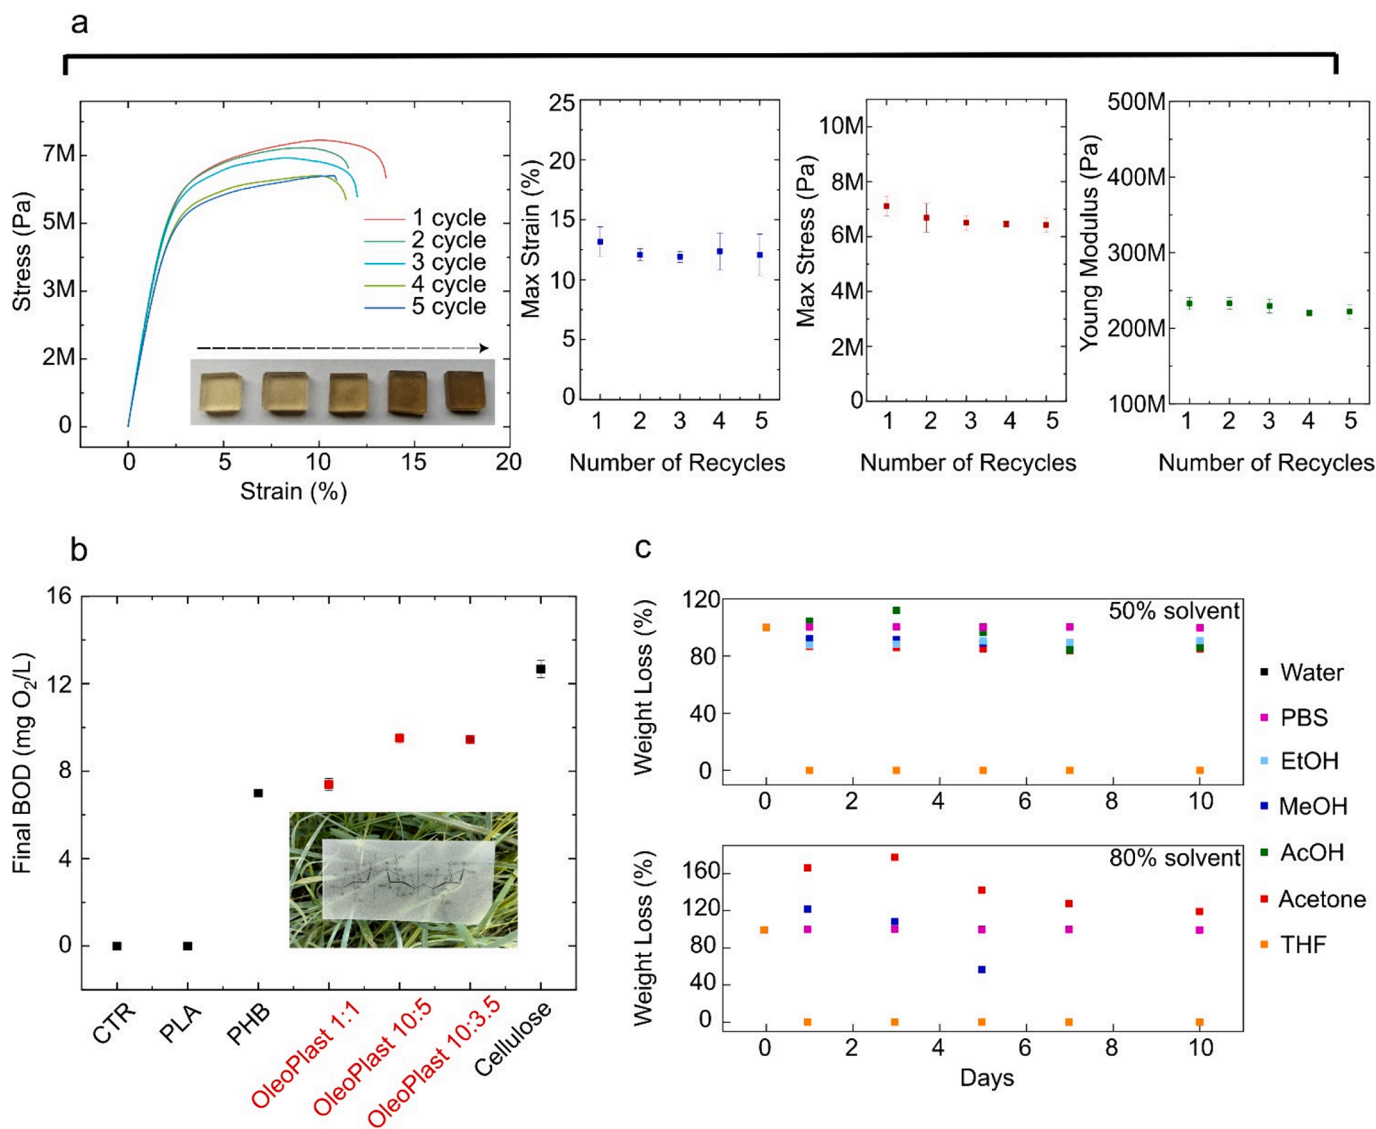 a
Stress (Pa)
7M
5M
3M
2M
0
1 cycle
2 cycle
3 cycle
4 cycle
5 cycle
0 5 10 15 20
Strain (%)
Max Strain (%)
25
20
15
10
5
0
1 2 3 4 5
Number of Recycles
Max Stress (Pa)
10M
8M
6M
4M
2M
0
1 2 3 4 5
Number of Recycles
Young Modulus (Pa)
500M
400M
300M
200M
100M
1 2 3 4 5
Number of Recycles
b
Final BOD (mg O₂/L)
16
12
8
4
0
CTR
PLA
PHB
OleoPlast 1:1
OleoPlast 10:5
OleoPlast 10:3.5
Cellulose
c
Weight Loss (%)
120
80
40
0
50% solvent
0 2 4 6 8 10
Weight Loss (%)
160
120
80
40
0
80% solvent
0 2 4 6 8 10
Days
Water
PBS
EtOH
MeOH
AcOH
Acetone
THF